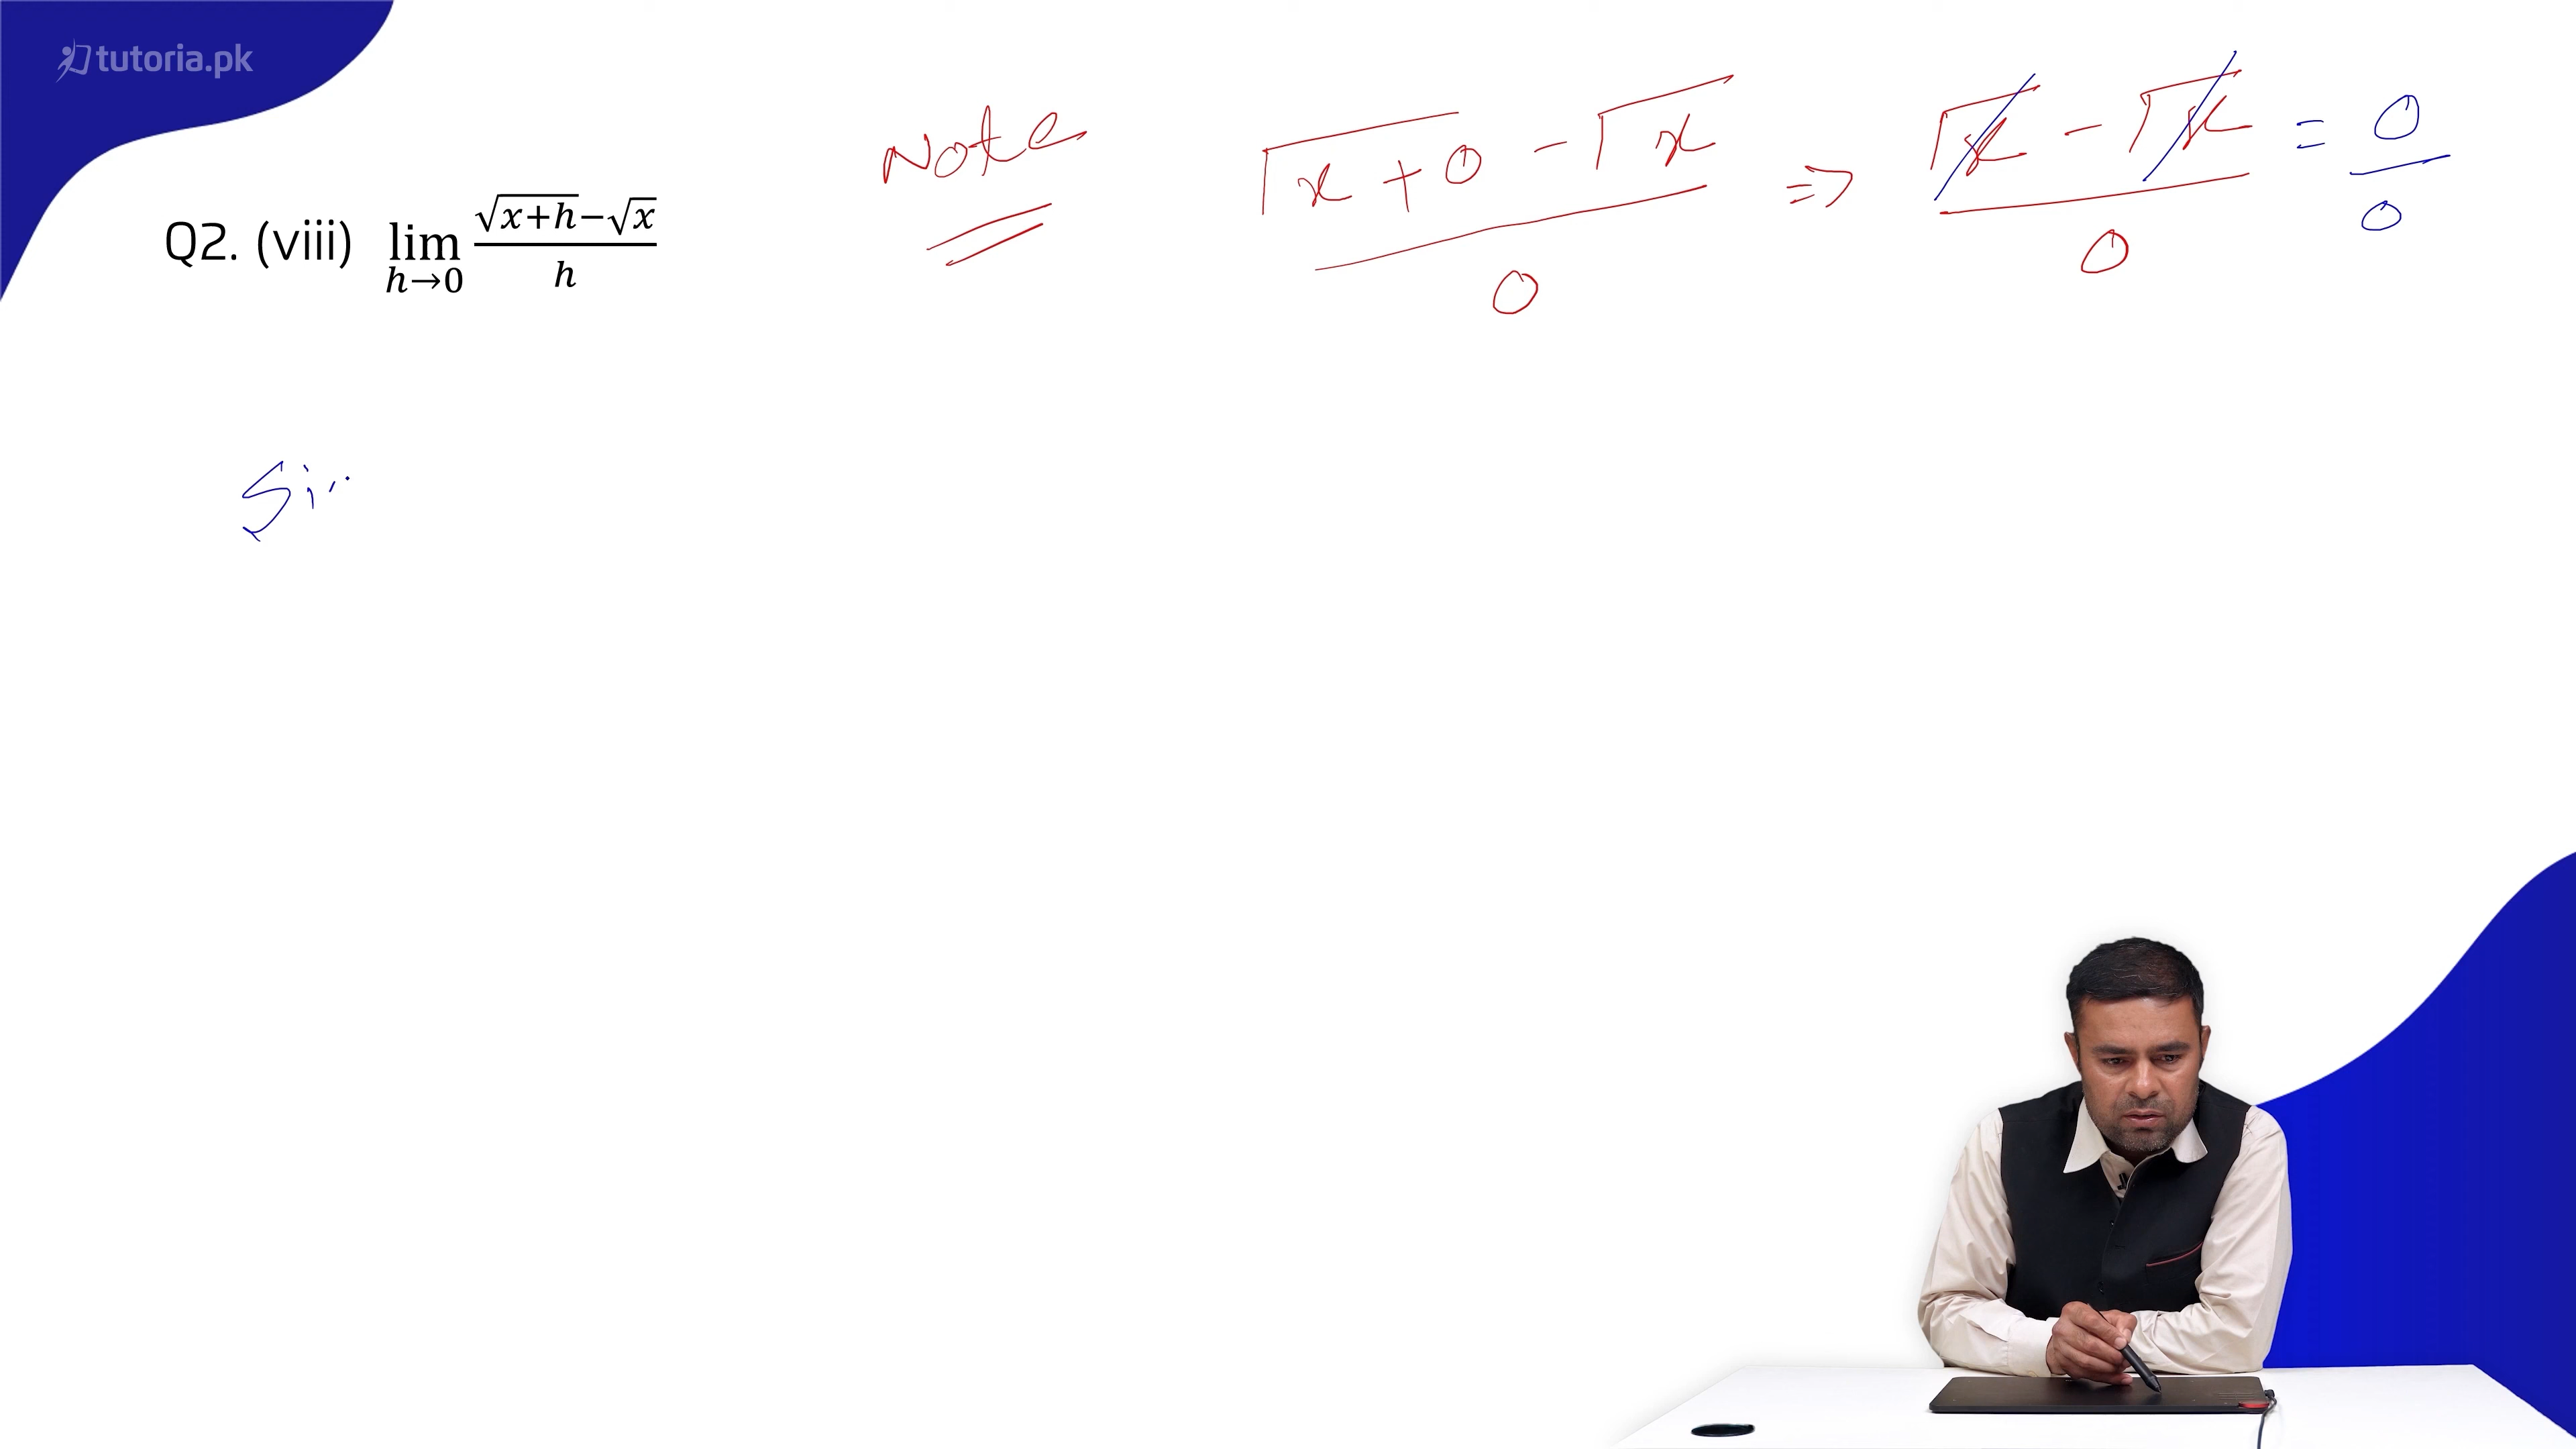 tutoria.pk
Note
√x+0 - √x / 0 => √x - √x / 0 = 0/0
Q2. (viii) lim h→0 √x+h−√x / h